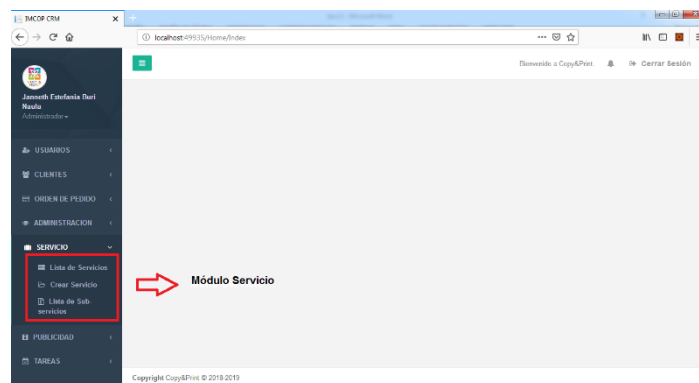 IMCOP CRM
localhost:49935/Home/Index
Bienvenido a Copy&Print.
Cerrar Sesión
Janneth Estefania Duri
Naula
Administrador
USUARIOS
CLIENTES
ORDEN DE PEDIDO
ADMINISTRACION
SERVICIO
Lista de Servicios
Crear Servicio
Lista de Sub-
servicios
Módulo Servicio
PUBLICIDAD
TAREAS
Copyright Copy&Print © 2018-2019